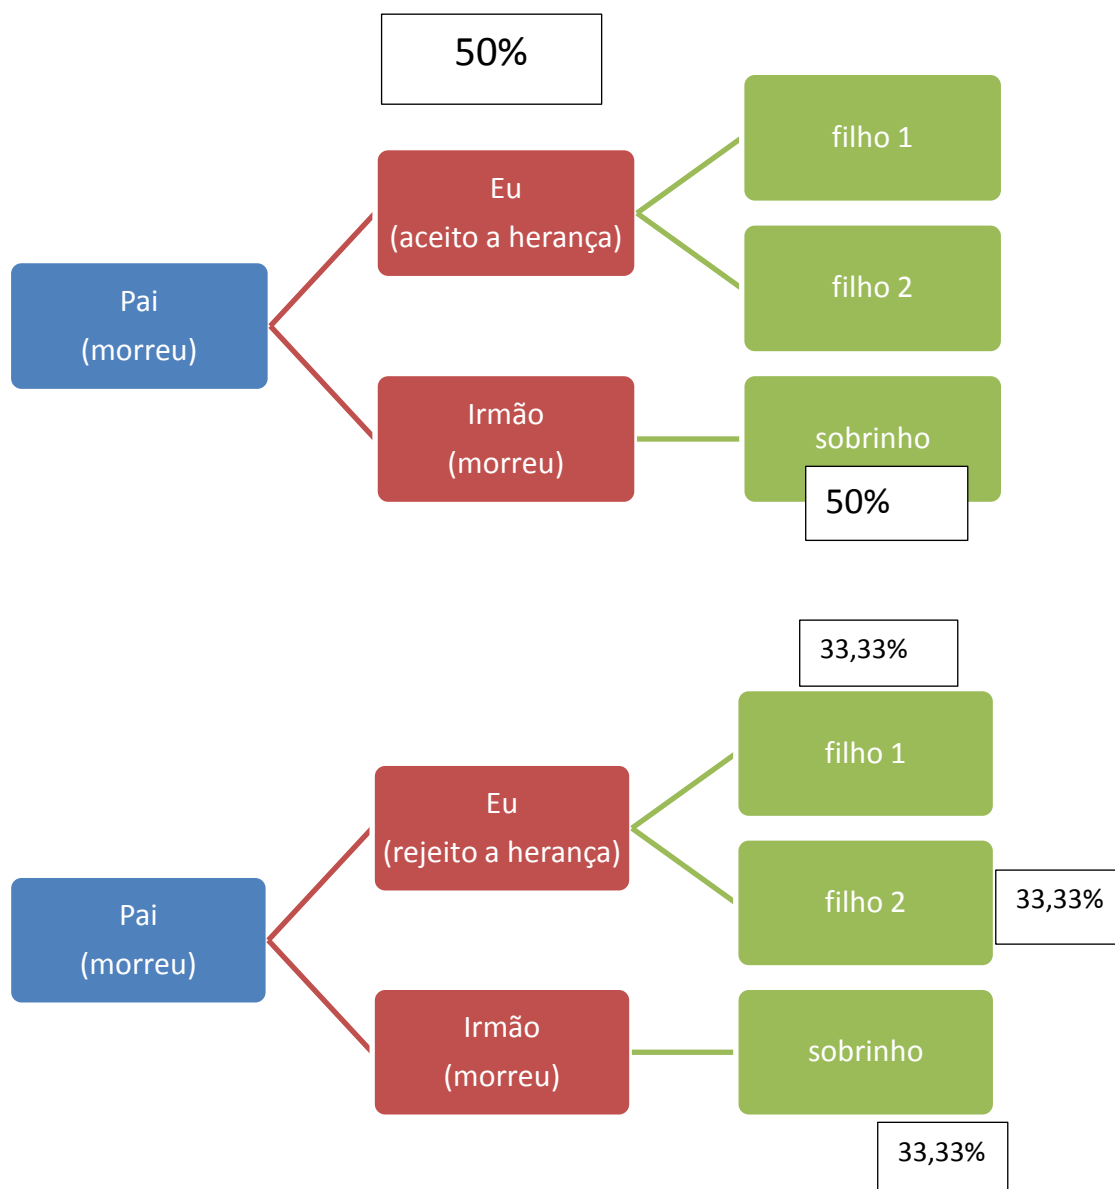 50%
filho 1
Eu
(aceito a herança)
filho 2
Pai
(morreu)
Irmão
(morreu)
sobrinho
50%
33,33%
filho 1
Eu
(rejeito a herança)
filho 2
33,33%
Pai
(morreu)
Irmão
(morreu)
sobrinho
33,33%